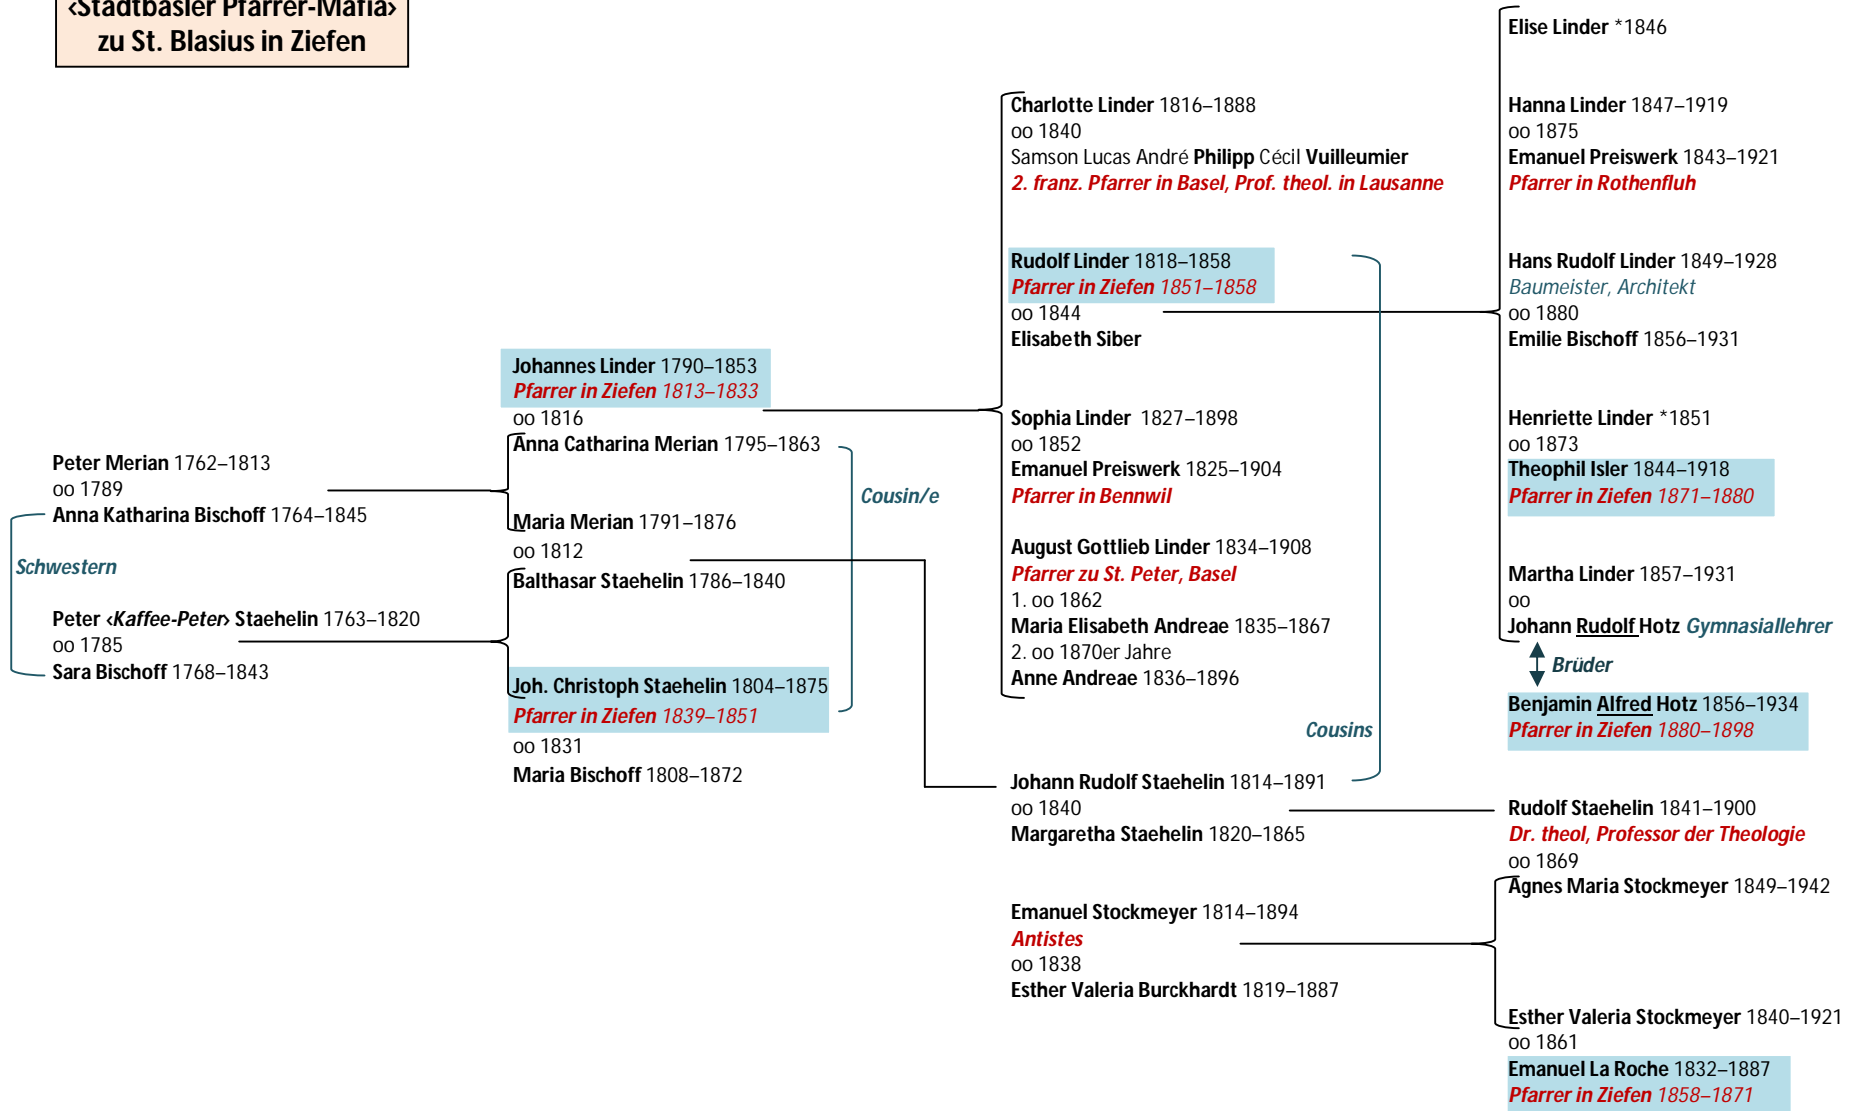 ‹Stadtbasler Pfarrer-Mafia›
zu St. Blasius in Ziefen
Peter Merian 1762–1813
oo 1789
Anna Katharina Bischoff 1764–1845
Schwestern
Peter ‹Kaffee-Peter› Staehelin 1763–1820
oo 1785
Sara Bischoff 1768–1843
Johannes Linder 1790–1853
Pfarrer in Ziefen 1813–1833
oo 1816
Anna Catharina Merian 1795–1863
Cousin/e
Maria Merian 1791–1876
oo 1812
Balthasar Staehelin 1786–1840
Joh. Christoph Staehelin 1804–1875
Pfarrer in Ziefen 1839–1851
oo 1831
Maria Bischoff 1808–1872
Charlotte Linder 1816–1888
oo 1840
Samson Lucas André Philipp Cécil Vuilleumier
2. franz. Pfarrer in Basel, Prof. theol. in Lausanne
Rudolf Linder 1818–1858
Pfarrer in Ziefen 1851–1858
oo 1844
Elisabeth Siber
Sophia Linder 1827–1898
oo 1852
Emanuel Preiswerk 1825–1904
Pfarrer in Bennwil
August Gottlieb Linder 1834–1908
Pfarrer zu St. Peter, Basel
1. oo 1862
Maria Elisabeth Andreae 1835–1867
2. oo 1870er Jahre
Anne Andreae 1836–1896
Cousins
Johann Rudolf Staehelin 1814–1891
oo 1840
Margaretha Staehelin 1820–1865
Emanuel Stockmeyer 1814–1894
Antistes
oo 1838
Esther Valeria Burckhardt 1819–1887
Elise Linder *1846
Hanna Linder 1847–1919
oo 1875
Emanuel Preiswerk 1843–1921
Pfarrer in Rothenfluh
Hans Rudolf Linder 1849–1928
Baumeister, Architekt
oo 1880
Emilie Bischoff 1856–1931
Henriette Linder *1851
oo 1873
Theophil Isler 1844–1918
Pfarrer in Ziefen 1871–1880
Martha Linder 1857–1931
oo
Johann Rudolf Hotz Gymnasiallehrer
Brüder
Benjamin Alfred Hotz 1856–1934
Pfarrer in Ziefen 1880–1898
Rudolf Staehelin 1841–1900
Dr. theol, Professor der Theologie
oo 1869
Agnes Maria Stockmeyer 1849–1942
Esther Valeria Stockmeyer 1840–1921
oo 1861
Emanuel La Roche 1832–1887
Pfarrer in Ziefen 1858–1871